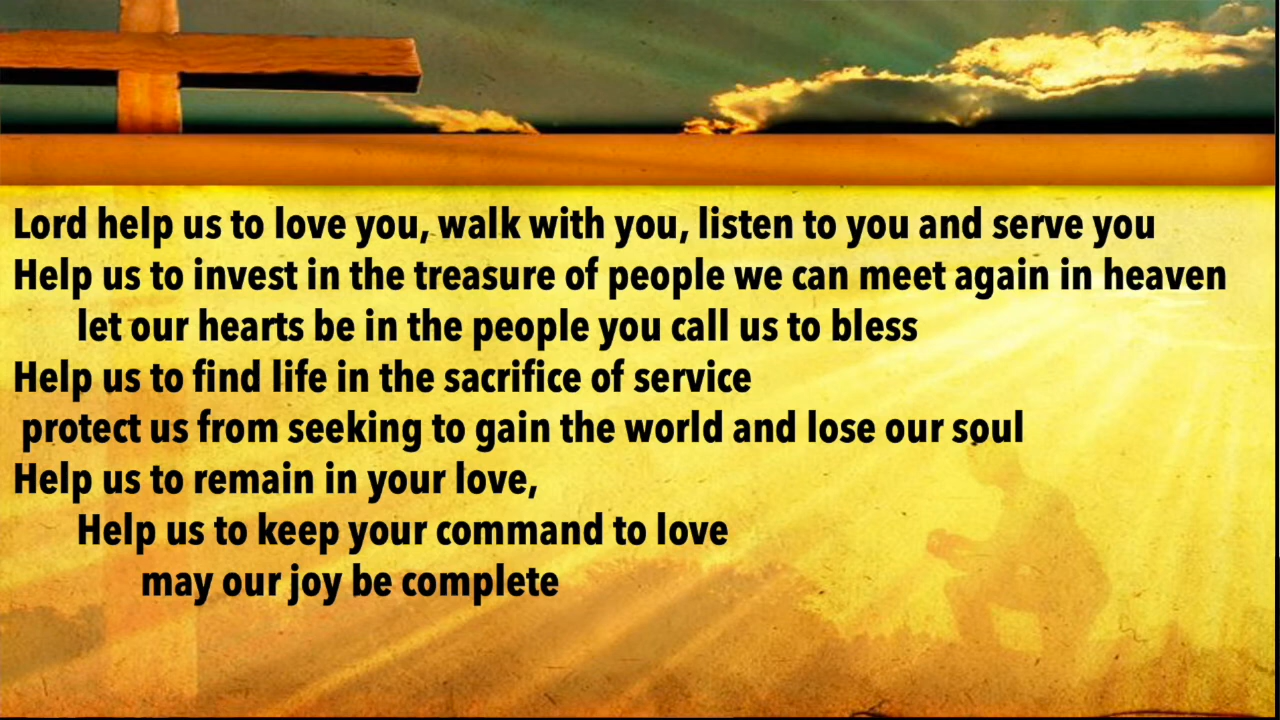 Lord help us to love you, walk with you, listen to you and serve you
Help us to invest in the treasure of people we can meet again in heaven
let our hearts be in the people you call us to bless
Help us to find life in the sacrifice of service
protect us from seeking to gain the world and lose our soul
Help us to remain in your love,
Help us to keep your command to love
may our joy be complete